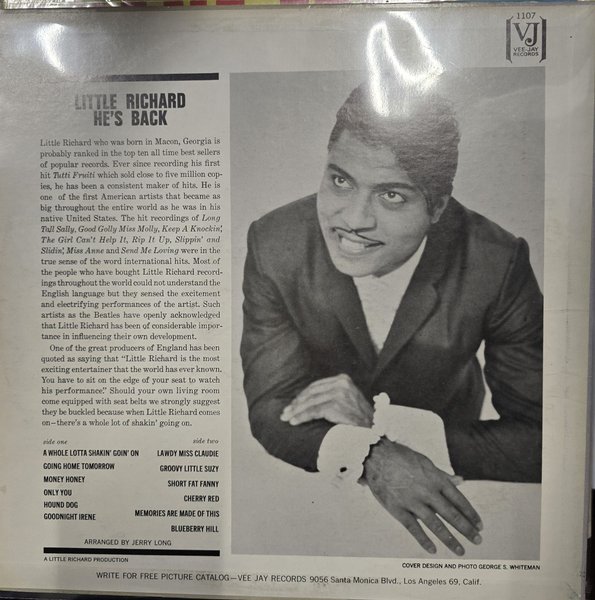 1107
VJ
VEE-JAY
RECORDS
LITTLE RICHARD
HE'S BACK
Little Richard who was born in Macon, Georgia is
probably ranked in the top ten all time best sellers
of popular records. Ever since recording his first
hit Tutti Fruiti which sold close to five million cop-
ies, he has been a consistent maker of hits. He is
one of the first American artists that became as
big throughout the entire world as he was in his
native United States. The hit recordings of Long
Tall Sally, Good Golly Miss Molly, Keep A Knockin',
The Girl Can't Help It, Rip It Up, Slippin' and
Slidin', Miss Anne and Send Me Loving were in the
true sense of the word international hits. Most of
the people who have bought Little Richard record-
ings throughout the world could not understand the
English language but they sensed the excitement
and electrifying performances of the artist. Such
artists as the Beatles have openly acknowledged
that Little Richard has been of considerable impor-
tance in influencing their own development.
One of the great producers of England has been
quoted as saying that "Little Richard is the most
exciting entertainer that the world has ever known.
You have to sit on the edge of your seat to watch
his performance." Should your own living room
come equipped with seat belts we strongly suggest
they be buckled because when Little Richard comes
on—there's a whole lot of shakin' going on.
side one
A WHOLE LOTTA SHAKIN' GOIN' ON
GOING HOME TOMORROW
MONEY HONEY
ONLY YOU
HOUND DOG
GOODNIGHT IRENE
side two
LAWDY MISS CLAUDIE
GROOVY LITTLE SUZY
SHORT FAT FANNY
CHERRY RED
MEMORIES ARE MADE OF THIS
BLUEBERRY HILL
ARRANGED BY JERRY LONG
A LITTLE RICHARD PRODUCTION
COVER DESIGN AND PHOTO GEORGE S. WHITEMAN
WRITE FOR FREE PICTURE CATALOG—VEE JAY RECORDS 9056 Santa Monica Blvd., Los Angeles 69, Calif.